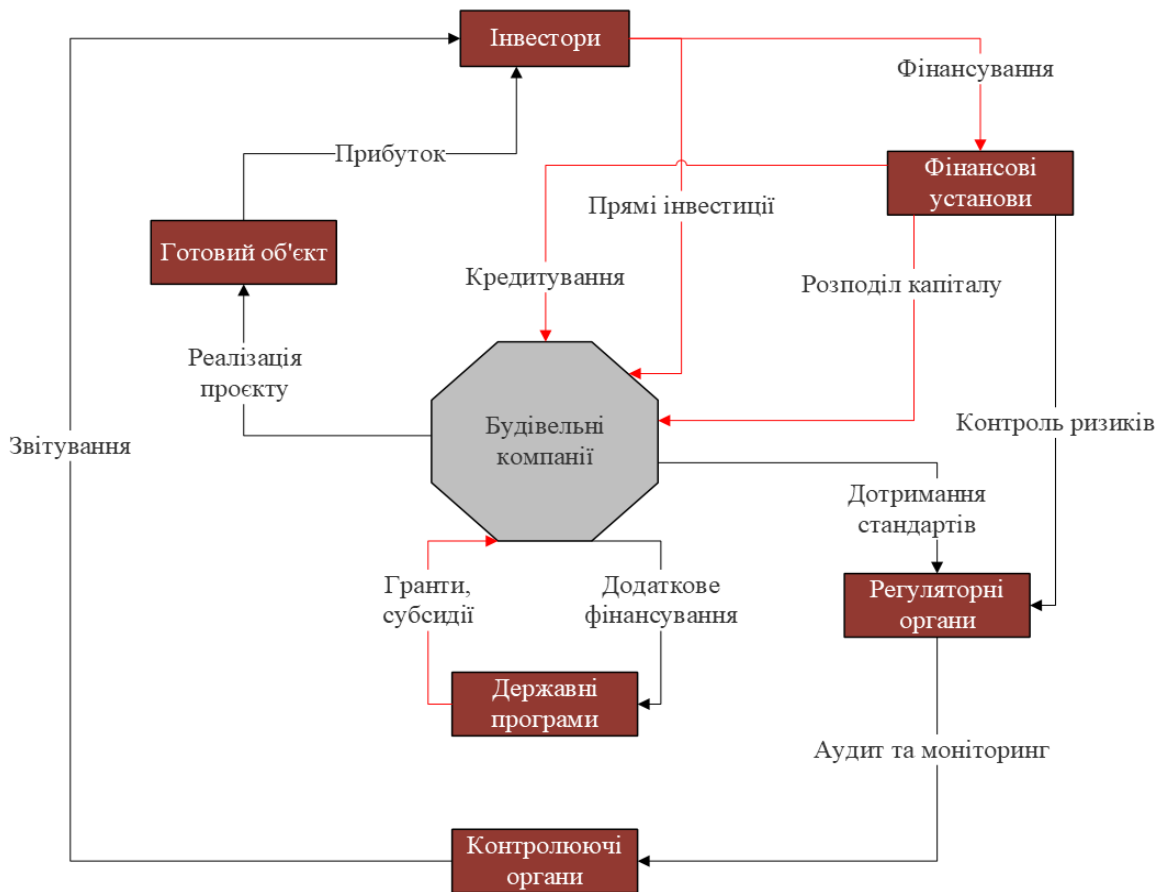 Інвестори
Фінансування
Прибуток
Фінансові
установи
Прямі інвестиції
Готовий об'єкт
Кредитування
Розподіл капіталу
Реалізація
проєкту
Звітування
Будівельні
компанії
Контроль ризиків
Дотримання
стандартів
Гранти,
субсидії
Додаткове
фінансування
Регуляторні
органи
Державні
програми
Аудит та моніторинг
Контролюючі
органи